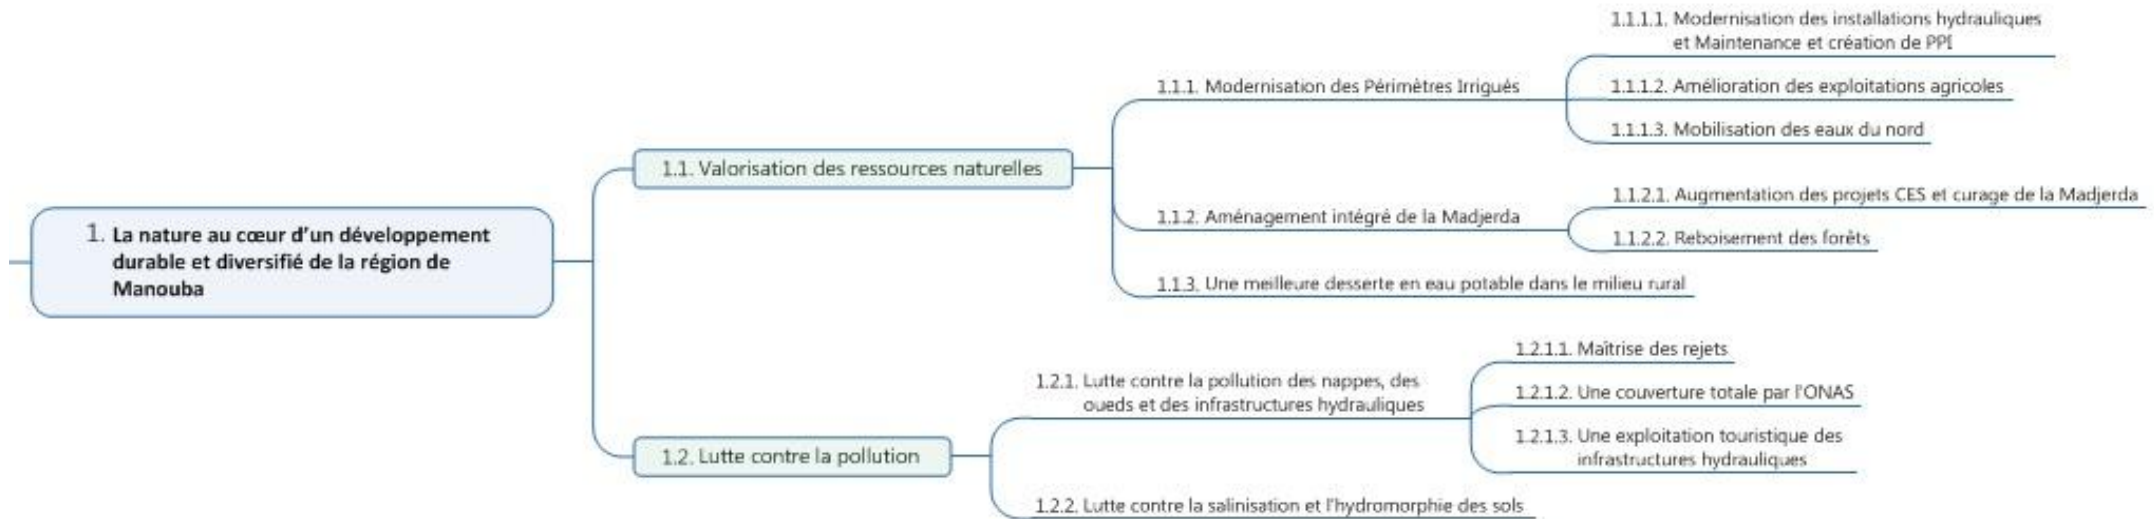 1. La nature au cœur d'un développement
durable et diversifié de la région de
Manouba
1.1. Valorisation des ressources naturelles
1.1.1. Modernisation des Périmètres Irrigués
1.1.1.1. Modernisation des installations hydrauliques
et Maintenance et création de PPI
1.1.1.2. Amélioration des exploitations agricoles
1.1.1.3. Mobilisation des eaux du nord
1.1.2. Aménagement intégré de la Madjerda
1.1.2.1. Augmentation des projets CES et curage de la Madjerda
1.1.2.2. Reboisement des forêts
1.1.3. Une meilleure desserte en eau potable dans le milieu rural
1.2. Lutte contre la pollution
1.2.1. Lutte contre la pollution des nappes, des
oueds et des infrastructures hydrauliques
1.2.1.1. Maîtrise des rejets
1.2.1.2. Une couverture totale par l'ONAS
1.2.1.3. Une exploitation touristique des
infrastructures hydrauliques
1.2.2. Lutte contre la salinisation et l'hydromorphie des sols